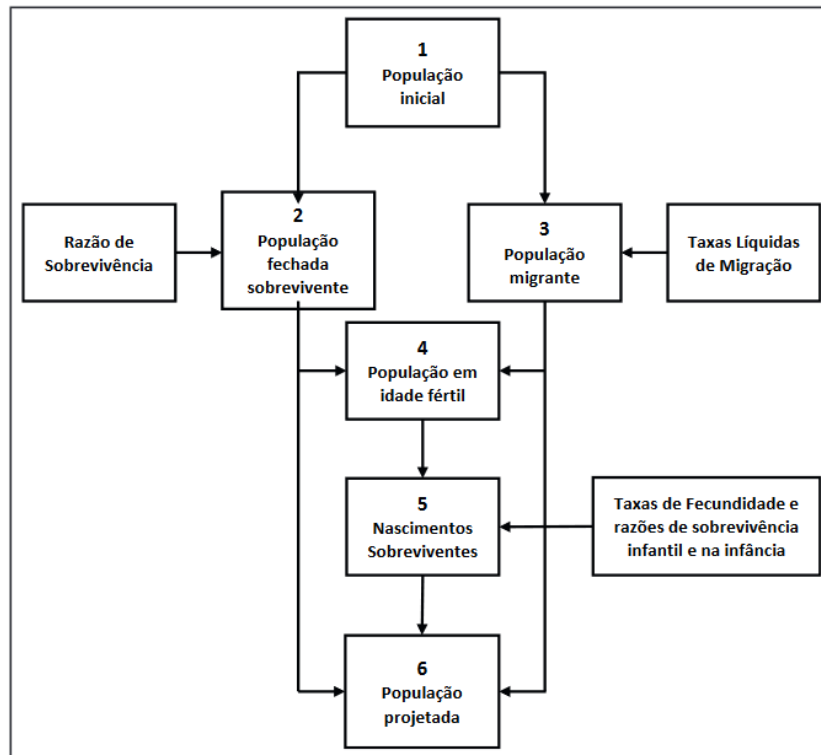 1
População
inicial
Razão de
Sobrevivência
2
População
fechada
sobrevivente
3
População
migrante
Taxas Líquidas
de Migração
4
População em
idade fértil
5
Nascimentos
Sobreviventes
Taxas de Fecundidade e
razões de sobrevivência
infantil e na infância
6
População
projetada